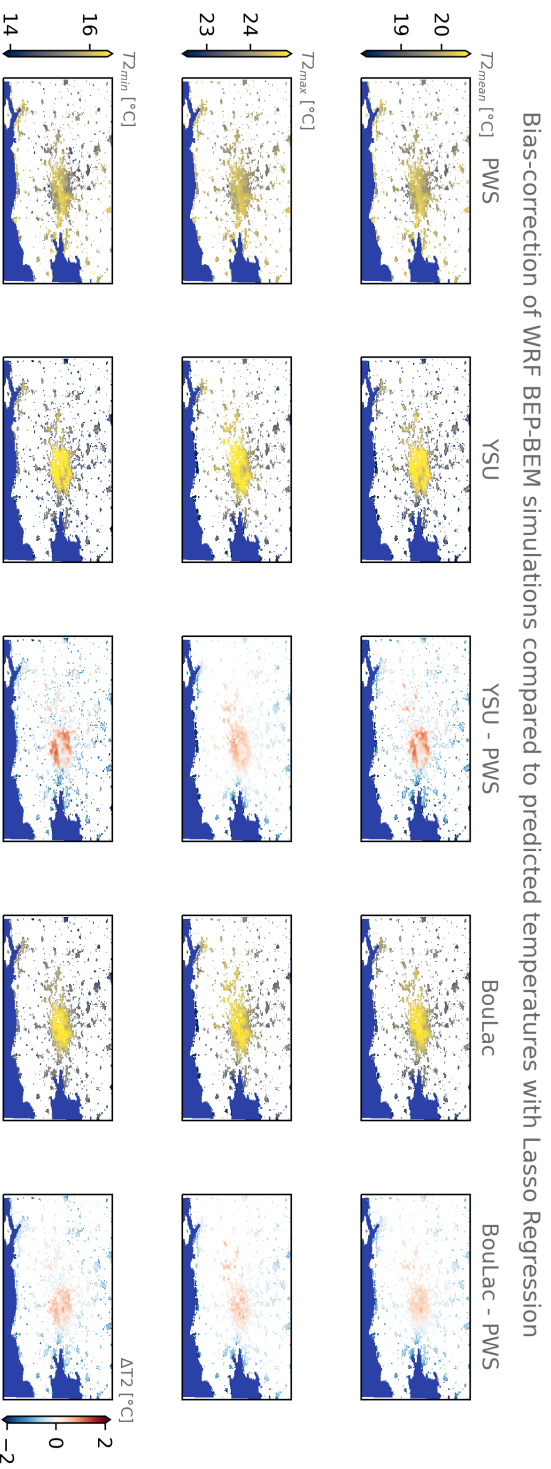 Bias-correction of WRF BEP-BEM simulations compared to predicted temperatures with Lasso Regression
PWS
YSU
YSU - PWS
BouLac
BouLac - PWS
T2mean [°C]
19
20
T2max [°C]
23
24
T2min [°C]
14
16
ΔT2 [°C]
−2
0
2